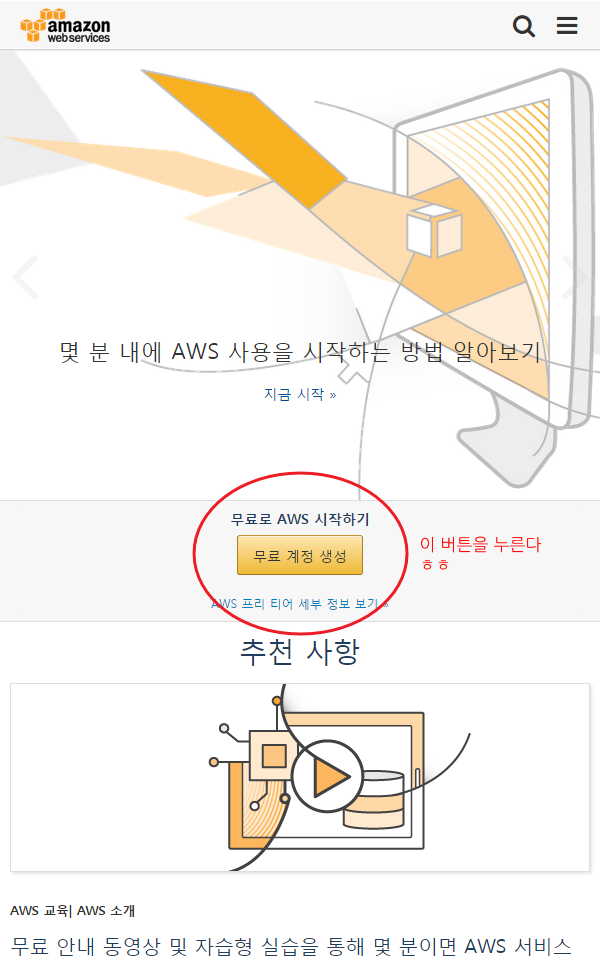 amazon
web services
몇 분 내에 AWS 사용을 시작하는 방법 알아보기
지금 시작 »
무료로 AWS 시작하기
무료 계정 생성
이 버튼을 누른다
ㅎㅎ
AWS 프리 티어 세부 정보 보기 »
추천 사항
AWS 교육| AWS 소개
무료 안내 동영상 및 자습형 실습을 통해 몇 분이면 AWS 서비스